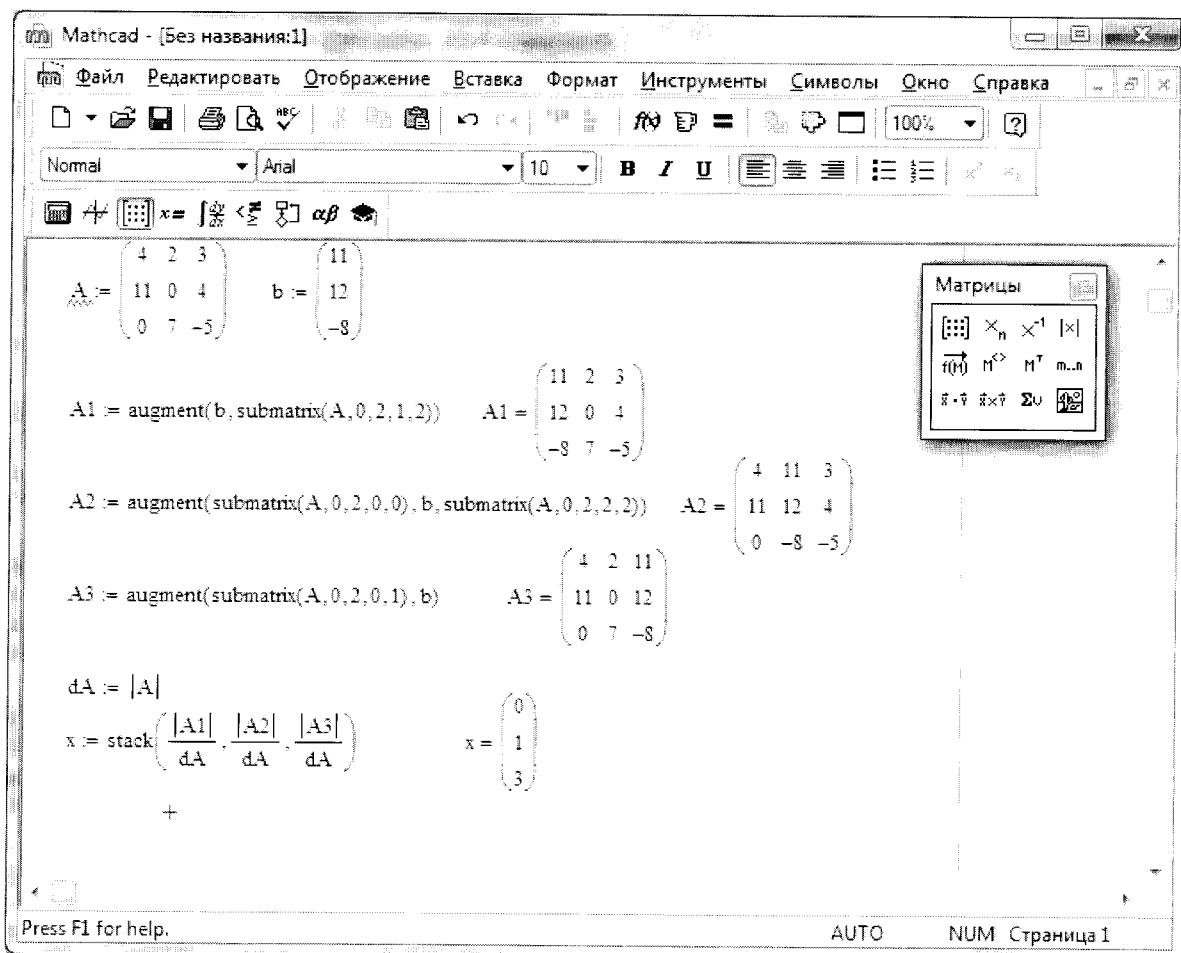 Mathcad - [Без названия:1]
Файл Редактировать Отображение Вставка Формат Инструменты Символы Окно Справка
100%
Normal Arial 10 B I U
αβ
A := ( 4 2 3 ; 11 0 4 ; 0 7 −5 ) b := ( 11 ; 12 ; −8 )
Матрицы
A1 := augment(b, submatrix(A, 0, 2, 1, 2)) A1 = ( 11 2 3 ; 12 0 4 ; −8 7 −5 )
A2 := augment(submatrix(A, 0, 2, 0, 0), b, submatrix(A, 0, 2, 2, 2)) A2 = ( 4 11 3 ; 11 12 4 ; 0 −8 −5 )
A3 := augment(submatrix(A, 0, 2, 0, 1), b) A3 = ( 4 2 11 ; 11 0 12 ; 0 7 −8 )
dA := |A|
x := stack( |A1|/dA , |A2|/dA , |A3|/dA ) x = ( 0 ; 1 ; 3 )
Press F1 for help. AUTO NUM Страница 1